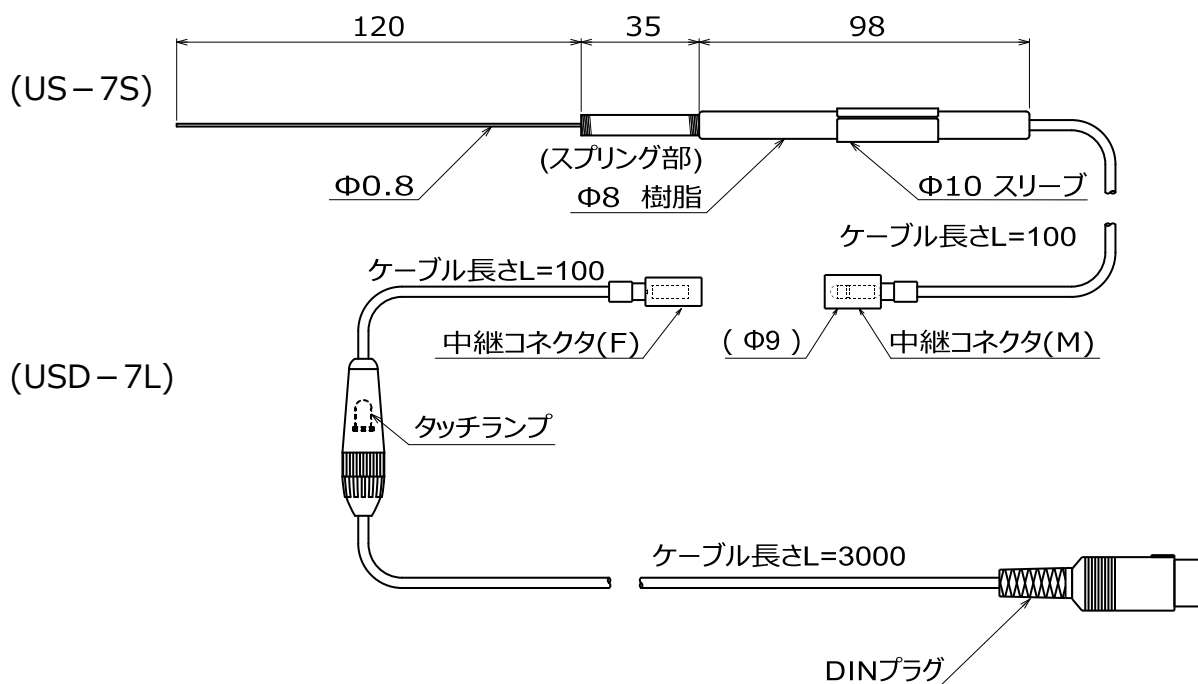 120
35
98
(US－7S)
(スプリング部)
Φ0.8
Φ8 樹脂
Φ10 スリーブ
ケーブル長さL=100
ケーブル長さL=100
中継コネクタ(F)
( Φ9 )
中継コネクタ(M)
(USD－7L)
タッチランプ
ケーブル長さL=3000
DINプラグ